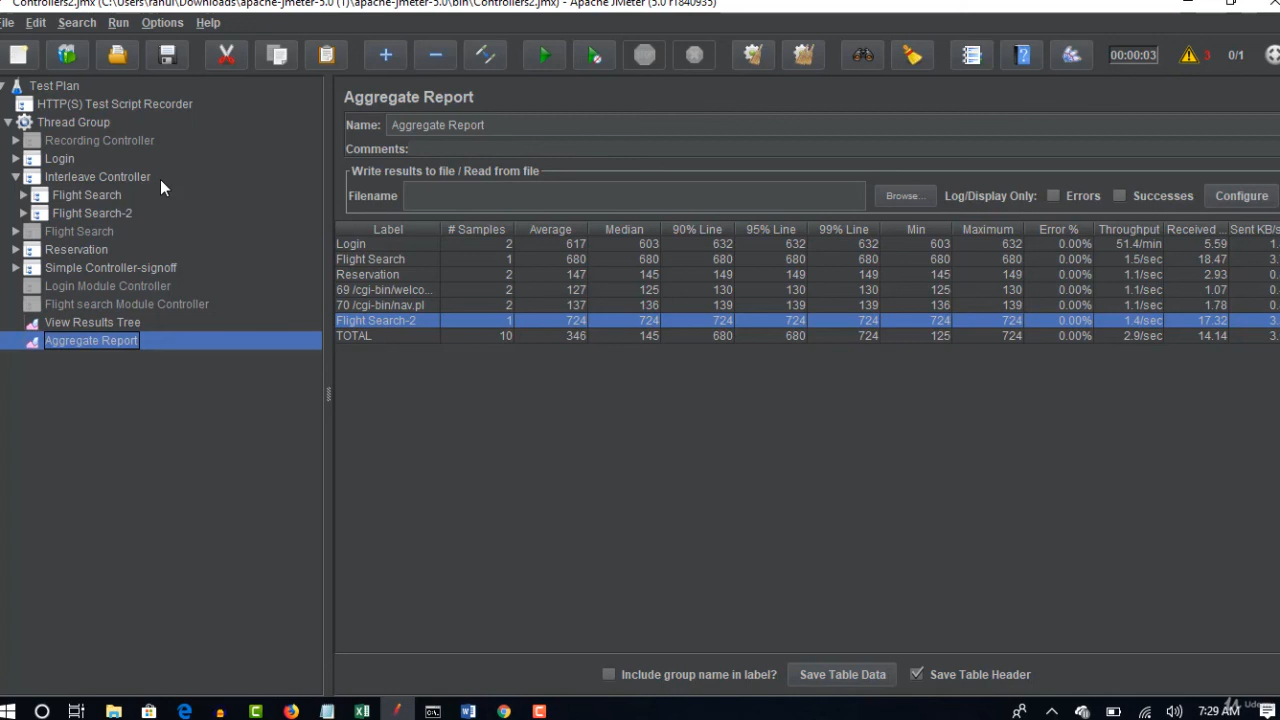 Controllers2.jmx (C:\Users\rahul\Downloads\apache-jmeter-5.0 (1)\apache-jmeter-5.0\bin\Controllers2.jmx) - Apache JMeter (5.0 r1840935)
File Edit Search Run Options Help
00:00:03 3 0/1
Test Plan
HTTP(S) Test Script Recorder
Thread Group
Recording Controller
Login
Interleave Controller
Flight Search
Flight Search-2
Flight Search
Reservation
Simple Controller-signoff
Login Module Controller
Flight search Module Controller
View Results Tree
Aggregate Report
Aggregate Report
Name: Aggregate Report
Comments:
Write results to file / Read from file
Filename Browse... Log/Display Only: Errors Successes Configure
Label # Samples Average Median 90% Line 95% Line 99% Line Min Maximum Error % Throughput Received ... Sent KB/s
Login 2 617 603 632 632 632 603 632 0.00% 51.4/min 5.59
Flight Search 1 680 680 680 680 680 680 680 0.00% 1.5/sec 18.47 3.
Reservation 2 147 145 149 149 149 145 149 0.00% 1.1/sec 2.93
69 /cgi-bin/welco... 2 127 125 130 130 130 125 130 0.00% 1.1/sec 1.07 0.
70 /cgi-bin/nav.pl 2 137 136 139 139 139 136 139 0.00% 1.1/sec 1.78 0.
Flight Search-2 1 724 724 724 724 724 724 724 0.00% 1.4/sec 17.32 3.
TOTAL 10 346 145 680 680 724 125 724 0.00% 2.9/sec 14.14 3.
Include group name in label? Save Table Data Save Table Header
7:29 AM